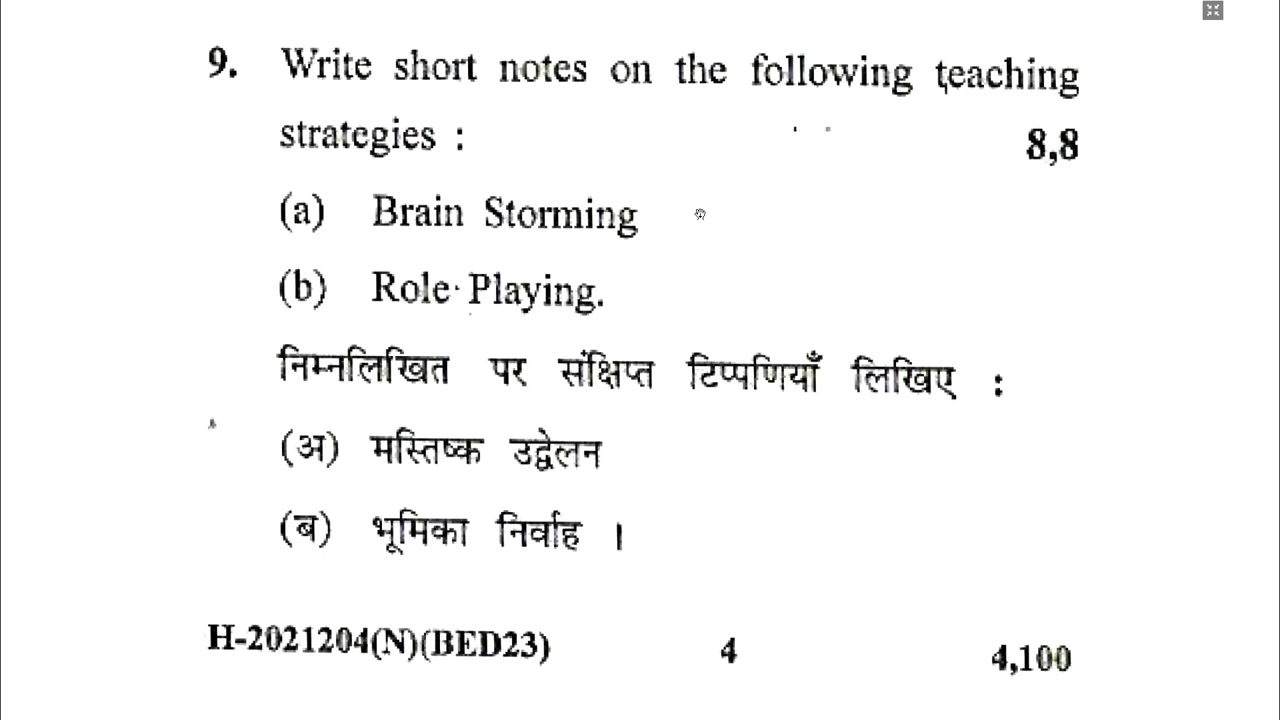 9. Write short notes on the following teaching
strategies : 8,8
(a) Brain Storming
(b) Role Playing.
निम्नलिखित पर संक्षिप्त टिप्पणियाँ लिखिए :
(अ) मस्तिष्क उद्वेलन
(ब) भूमिका निर्वाह ।
H-2021204(N)(BED23) 4 4,100